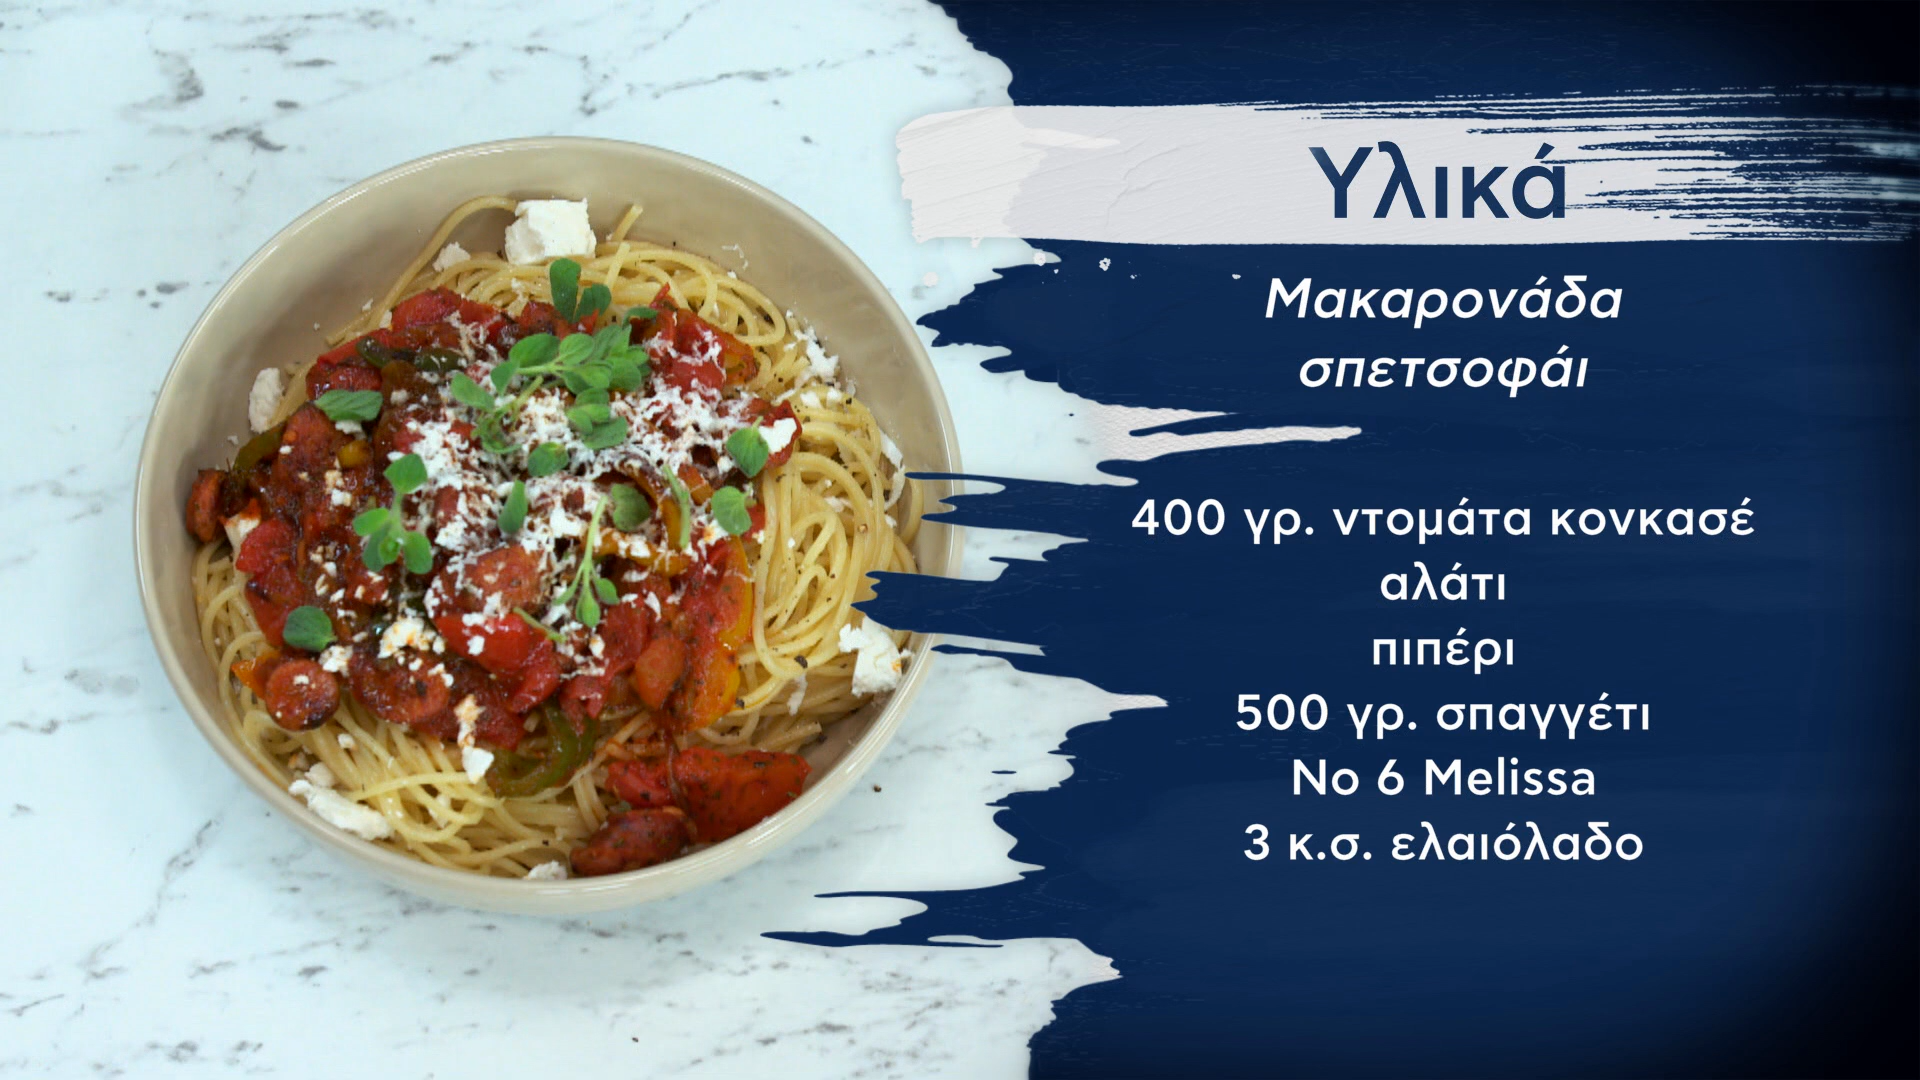 Υλικά
Μακαρονάδα
σπετσοφάι
400 γρ. ντομάτα κονκασέ
αλάτι
πιπέρι
500 γρ. σπαγγέτι
Νο 6 Melissa
3 κ.σ. ελαιόλαδο